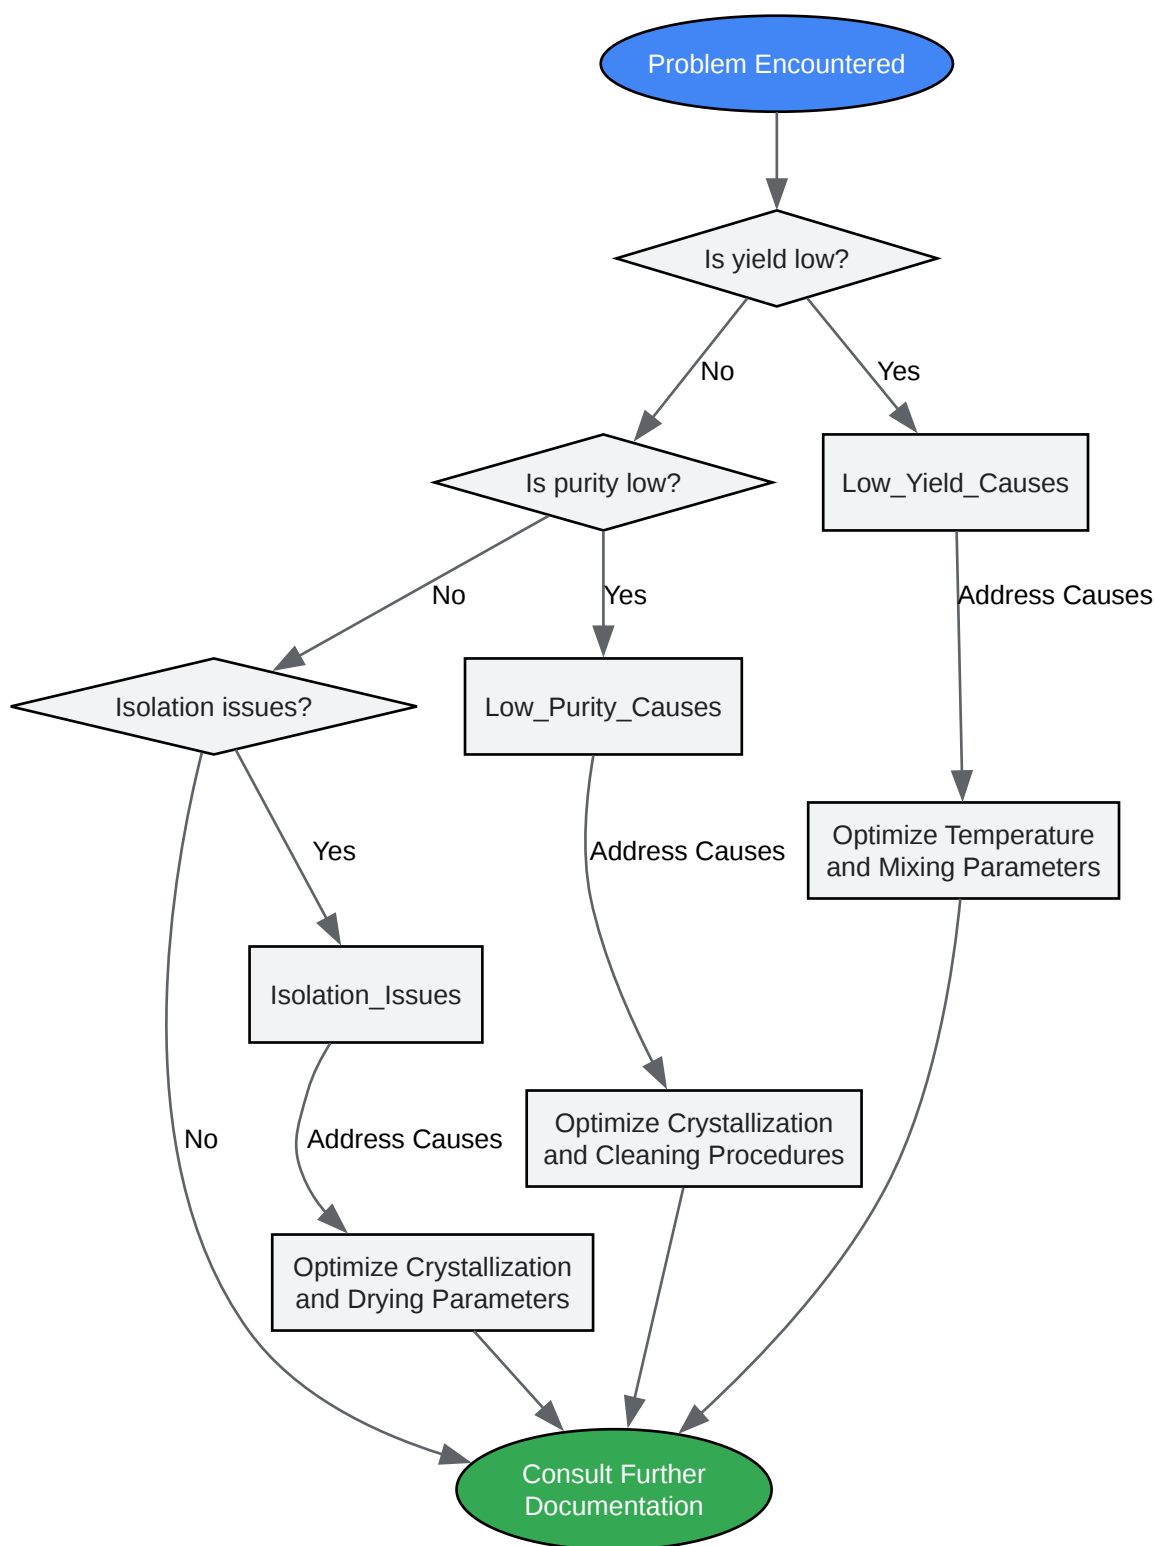 Problem Encountered
Is yield low?
No
Yes
Is purity low?
Low_Yield_Causes
No
Yes
Address Causes
Isolation issues?
Low_Purity_Causes
Yes
Address Causes
Optimize Temperature
and Mixing Parameters
Isolation_Issues
No
Address Causes
Optimize Crystallization
and Cleaning Procedures
Optimize Crystallization
and Drying Parameters
Consult Further
Documentation